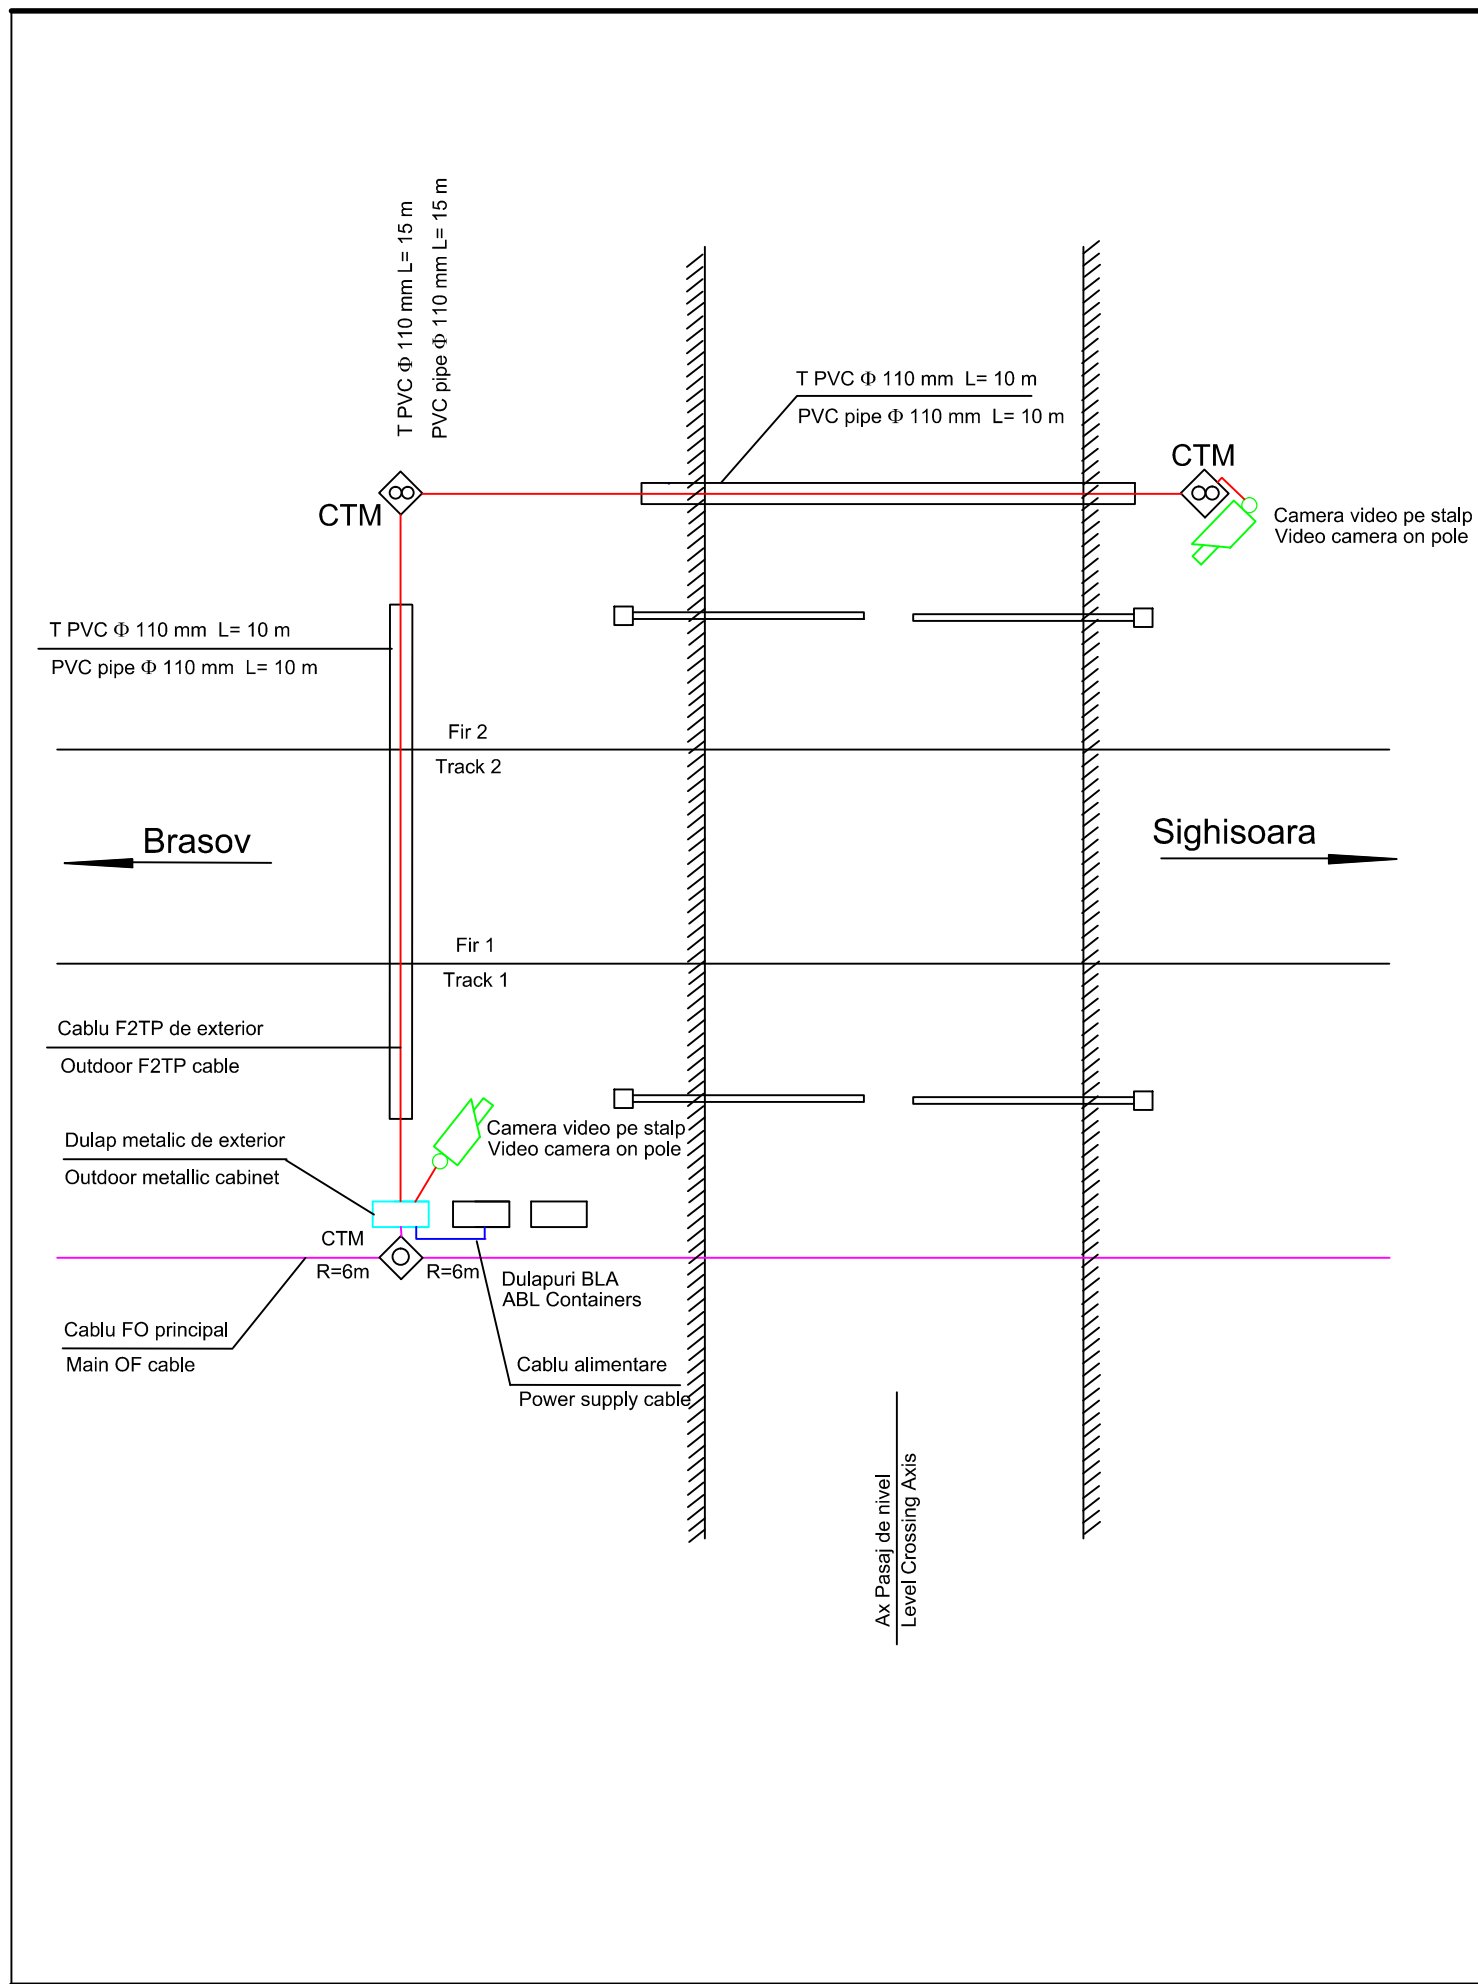 T PVC Φ 110 mm L= 15 m
PVC pipe Φ 110 mm L= 15 m
T PVC Φ 110 mm L= 10 m
PVC pipe Φ 110 mm L= 10 m
CTM
CTM
Camera video pe stalp
Video camera on pole
T PVC Φ 110 mm L= 10 m
PVC pipe Φ 110 mm L= 10 m
Fir 2
Track 2
Brasov
Sighisoara
Fir 1
Track 1
Cablu F2TP de exterior
Outdoor F2TP cable
Camera video pe stalp
Video camera on pole
Dulap metalic de exterior
Outdoor metallic cabinet
CTM
R=6m
R=6m
Dulapuri BLA
ABL Containers
Cablu FO principal
Main OF cable
Cablu alimentare
Power supply cable
Ax Pasaj de nivel
Level Crossing Axis